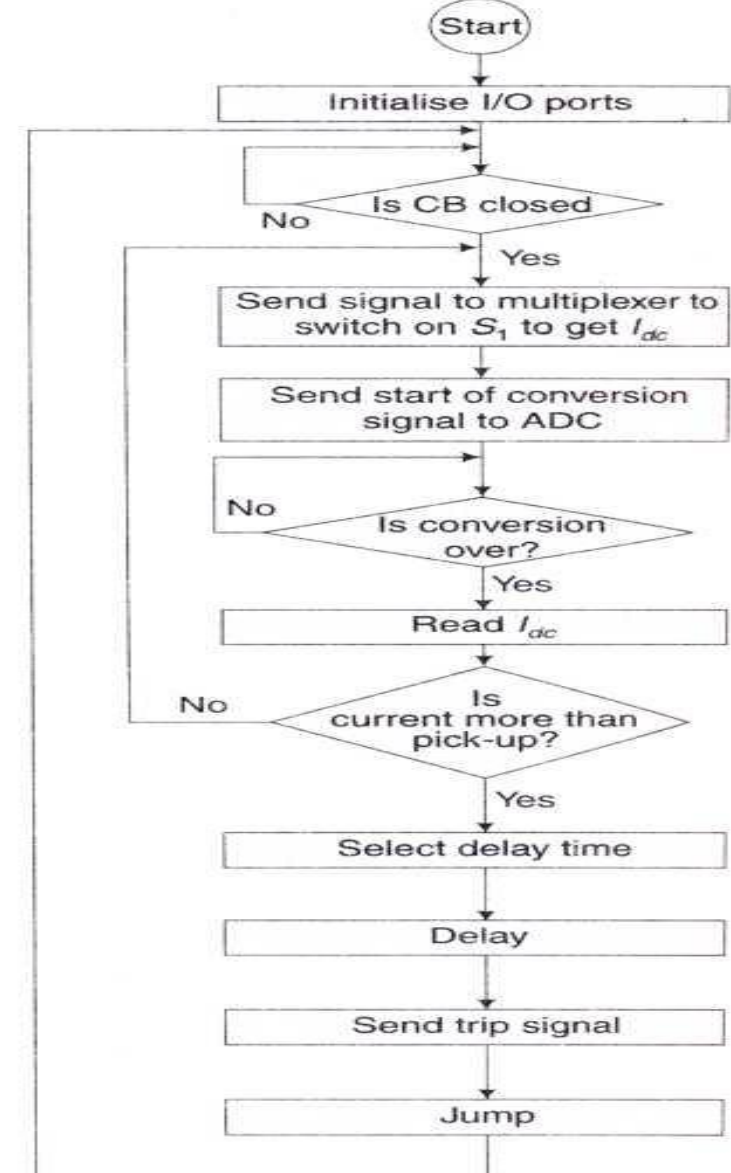 Start
Initialise I/O ports
Is CB closed
No
Yes
Send signal to multiplexer to
switch on S₁ to get I_dc
Send start of conversion
signal to ADC
No
Is conversion
over?
Yes
Read I_dc
No
Is
current more than
pick-up?
Yes
Select delay time
Delay
Send trip signal
Jump